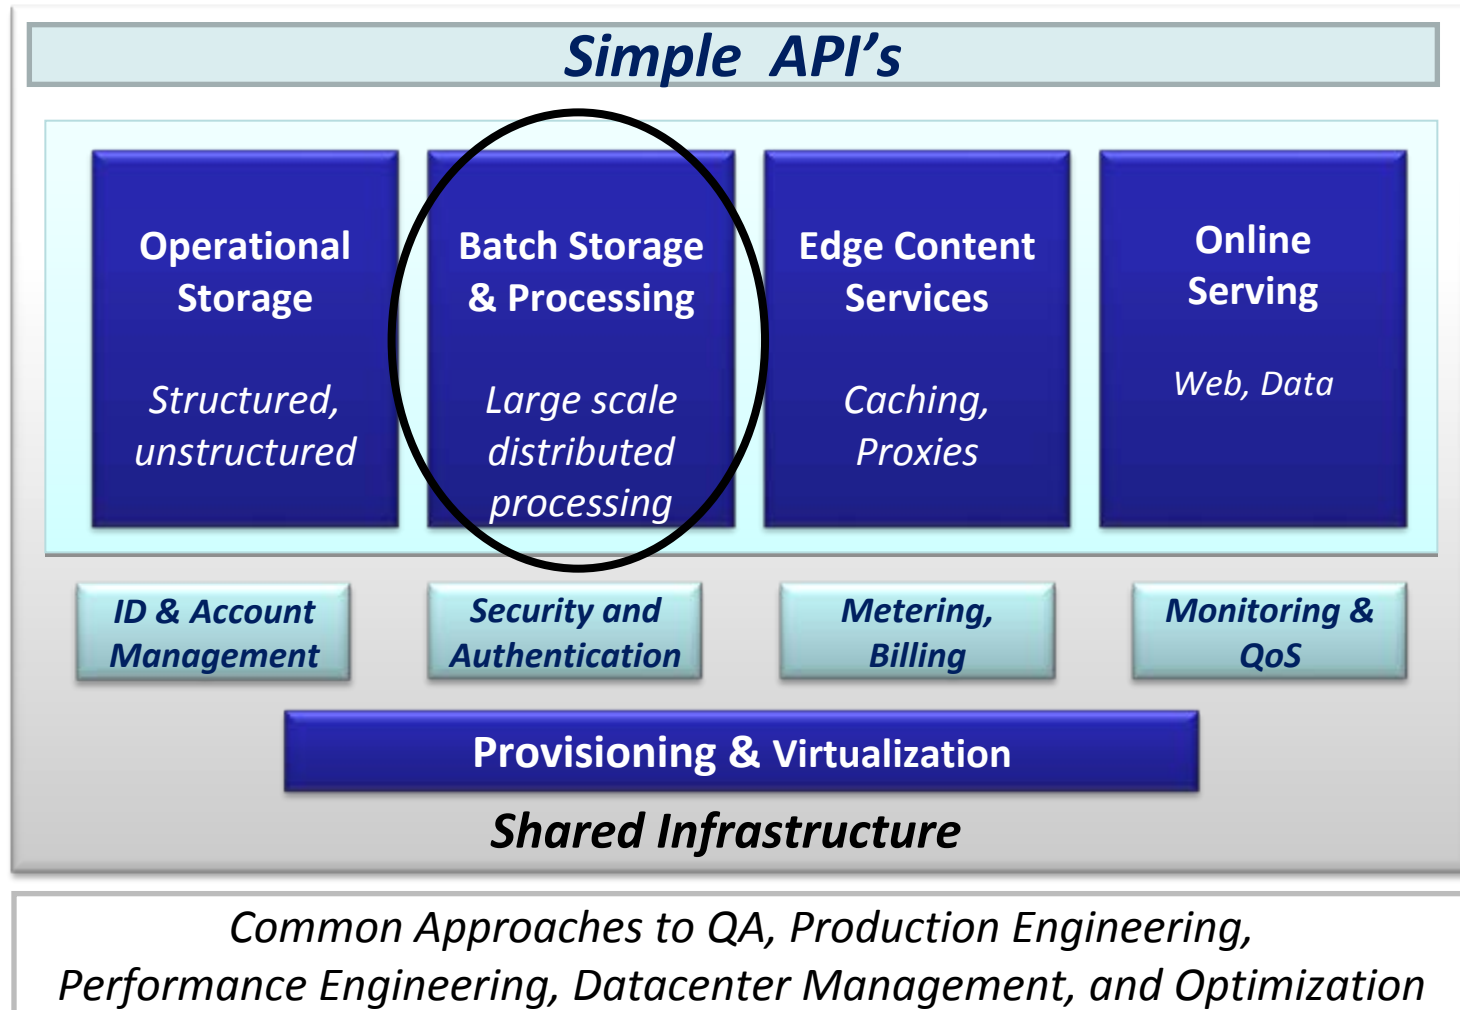 Simple API's
Operational
Storage
Structured,
unstructured
Batch Storage
& Processing
Large scale
distributed
processing
Edge Content
Services
Caching,
Proxies
Online
Serving
Web, Data
ID & Account
Management
Security and
Authentication
Metering,
Billing
Monitoring &
QoS
Provisioning & Virtualization
Shared Infrastructure
Common Approaches to QA, Production Engineering,
Performance Engineering, Datacenter Management, and Optimization